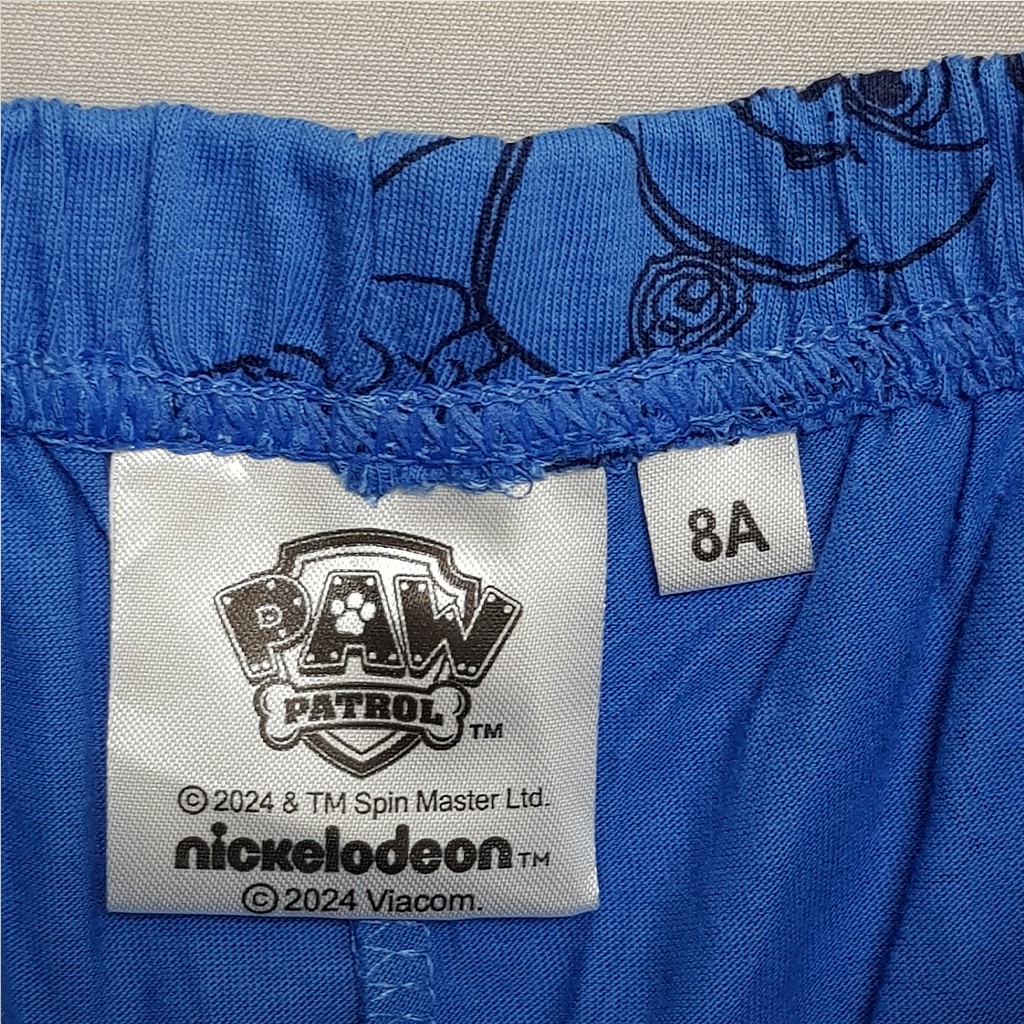 PAW
PATROL TM
© 2024 & TM Spin Master Ltd.
nickelodeon TM
© 2024 Viacom.
8A